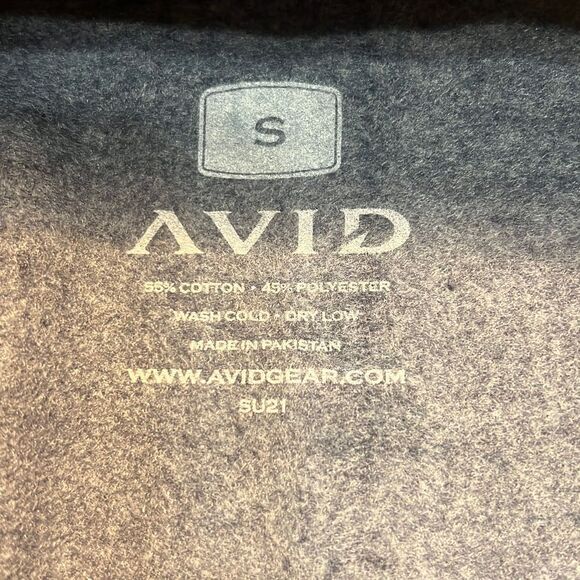 S
AVID
55% COTTON • 45% POLYESTER
WASH COLD • DRY LOW
MADE IN PAKISTAN
WWW.AVIDGEAR.COM
SU21